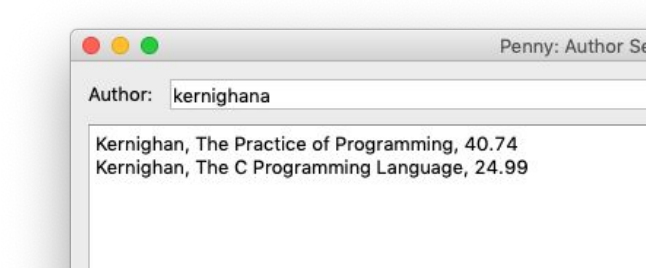 Penny: Author Se
Author: kernighana
Kernighan, The Practice of Programming, 40.74
Kernighan, The C Programming Language, 24.99